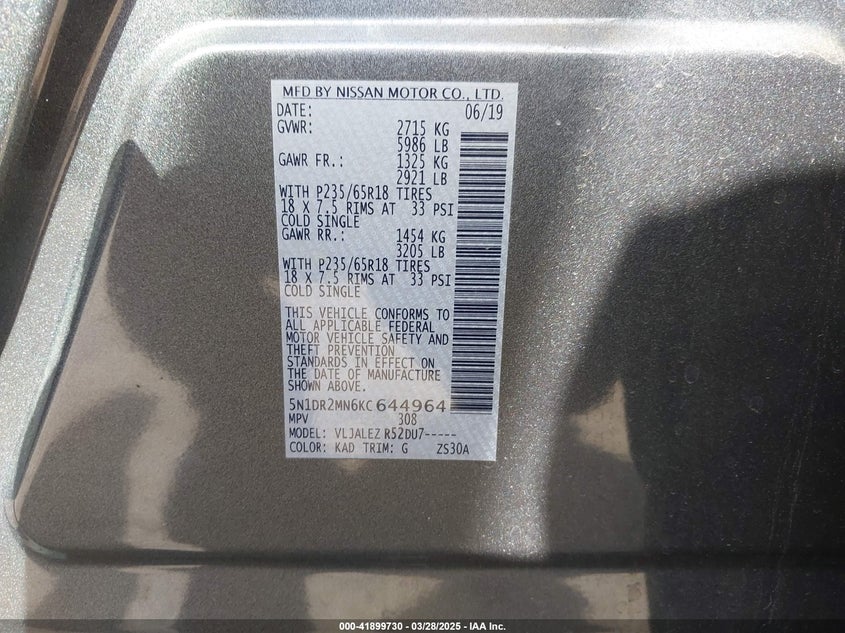 MFD BY NISSAN MOTOR CO., LTD.
DATE: 06/19
GVWR: 2715 KG
5986 LB
GAWR FR.: 1325 KG
2921 LB
WITH P235/65R18 TIRES
18 X 7.5 RIMS AT 33 PSI
COLD SINGLE
GAWR RR.: 1454 KG
3205 LB
WITH P235/65R18 TIRES
18 X 7.5 RIMS AT 33 PSI
COLD SINGLE
THIS VEHICLE CONFORMS TO
ALL APPLICABLE FEDERAL
MOTOR VEHICLE SAFETY AND
THEFT PREVENTION
STANDARDS IN EFFECT ON
THE DATE OF MANUFACTURE
SHOWN ABOVE.
5N1DR2MN6KC644964
MPV 308
MODEL: VLJALEZ R52DU7-----
COLOR: KAD TRIM: G ZS30A
000-41899730 - 03/28/2025 - IAA Inc.